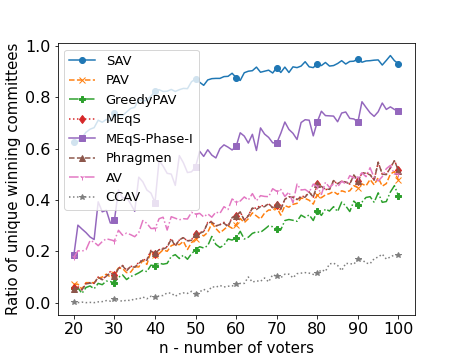 Ratio of unique winning committees
1.0
0.8
0.6
0.4
0.2
0.0
SAV
PAV
GreedyPAV
MEqS
MEqS-Phase-I
Phragmen
AV
CCAV
20 30 40 50 60 70 80 90 100
n - number of voters